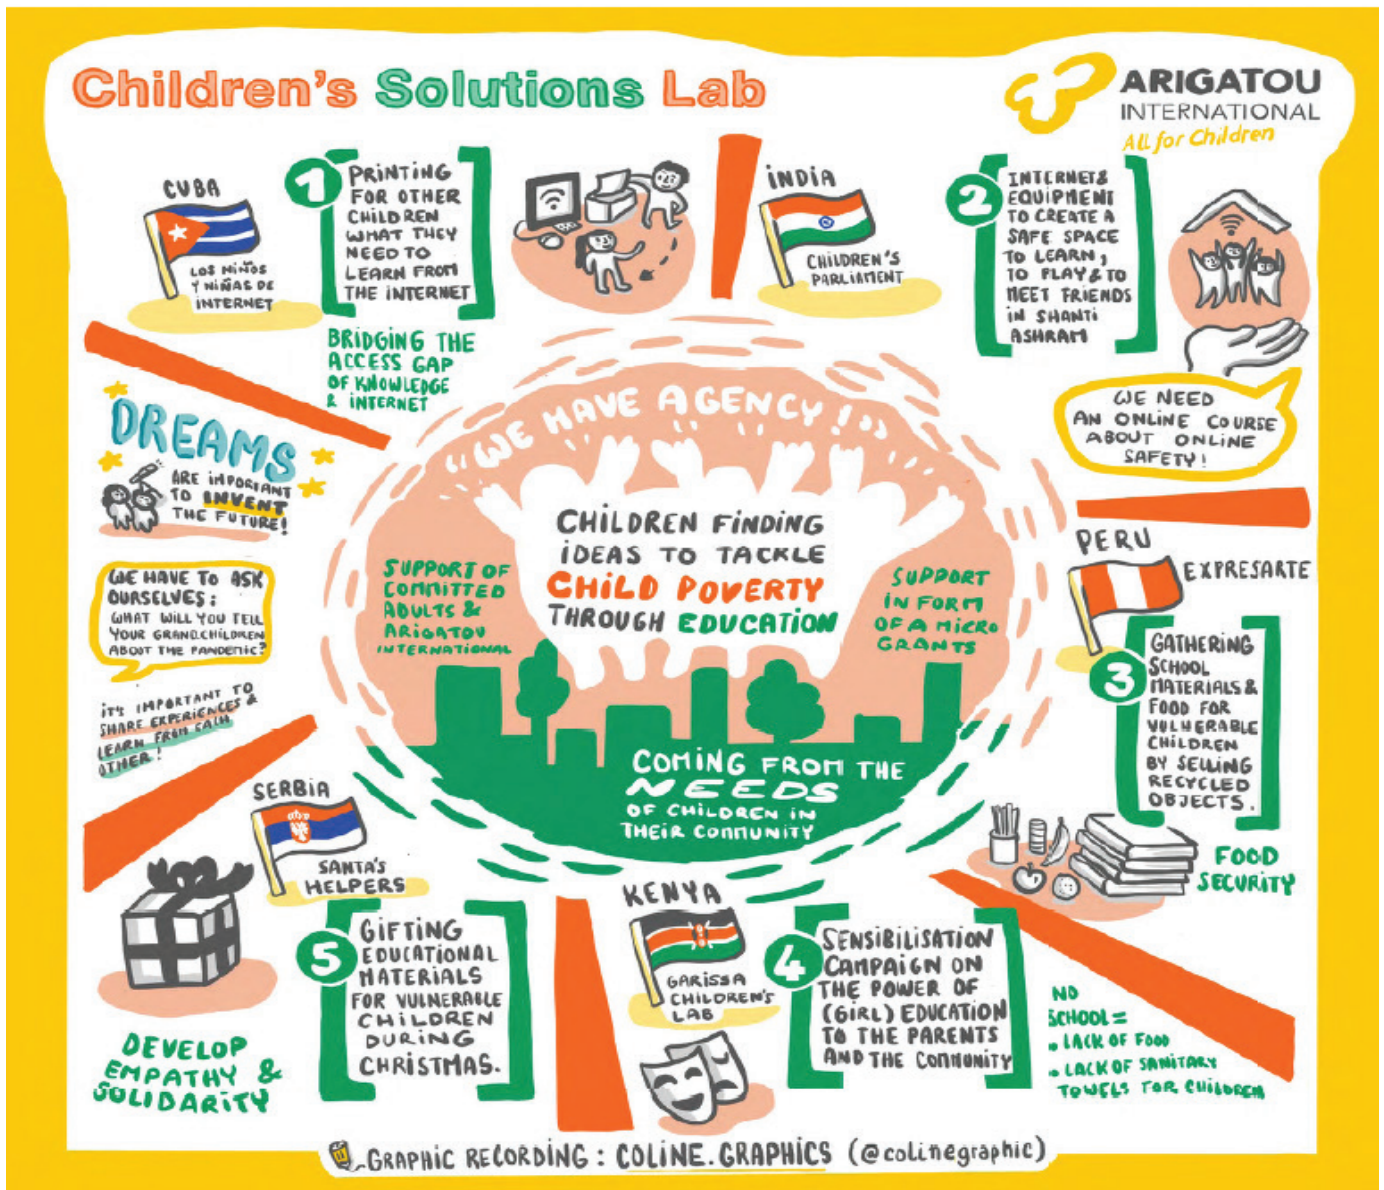 Children's Solutions Lab
ARIGATOU
INTERNATIONAL
All for Children
CUBA
LOS NIÑOS
Y NIÑAS DE
INTERNET
1
PRINTING
FOR OTHER
CHILDREN
WHAT THEY
NEED TO
LEARN FROM
THE INTERNET
BRIDGING THE
ACCESS GAP
OF KNOWLEDGE
& INTERNET
INDIA
CHILDREN'S
PARLIAMENT
2
INTERNET &
EQUIPMENT
TO CREATE A
SAFE SPACE
TO LEARN,
TO PLAY & TO
MEET FRIENDS
IN SHANTI
ASHRAM
WE NEED
AN ONLINE COURSE
ABOUT ONLINE
SAFETY!
DREAMS
ARE IMPORTANT
TO INVENT
THE FUTURE!
WE HAVE TO ASK
OURSELVES:
WHAT WILL YOU TELL
YOUR GRANDCHILDREN
ABOUT THE PANDEMIC?
IT'S IMPORTANT TO
SHARE EXPERIENCES &
LEARN FROM EACH
OTHER!
"WE HAVE AGENCY!"
CHILDREN FINDING
IDEAS TO TACKLE
CHILD POVERTY
THROUGH EDUCATION
SUPPORT OF
COMMITTED
ADULTS &
ARIGATOU
INTERNATIONAL
SUPPORT
IN FORM
OF A MICRO
GRANTS
COMING FROM THE
NEEDS
OF CHILDREN IN
THEIR COMMUNITY
PERU
EXPRESARTE
3
GATHERING
SCHOOL
MATERIALS &
FOOD FOR
VULNERABLE
CHILDREN
BY SELLING
RECYCLED
OBJECTS.
FOOD
SECURITY
KENYA
GARISSA
CHILDREN'S
LAB
4
SENSIBILISATION
CAMPAIGN ON
THE POWER OF
(GIRL) EDUCATION
TO THE PARENTS
AND THE COMMUNITY
NO
SCHOOL =
• LACK OF FOOD
• LACK OF SANITARY
TOWELS FOR CHILDREN
SERBIA
SANTA'S
HELPERS
5
GIFTING
EDUCATIONAL
MATERIALS
FOR VULNERABLE
CHILDREN
DURING
CHRISTMAS.
DEVELOP
EMPATHY &
SOLIDARITY
GRAPHIC RECORDING: COLINE.GRAPHICS (@colinegraphic)